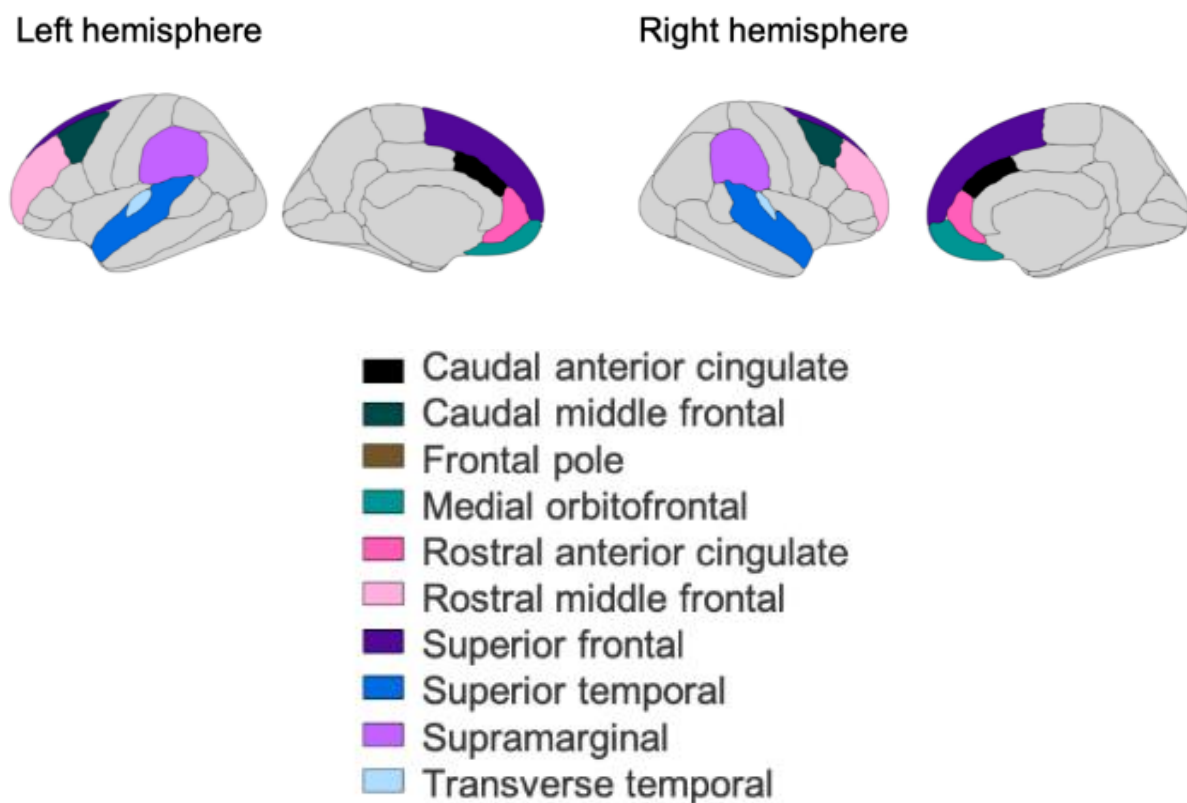 Left hemisphere
Right hemisphere
Caudal anterior cingulate
Caudal middle frontal
Frontal pole
Medial orbitofrontal
Rostral anterior cingulate
Rostral middle frontal
Superior frontal
Superior temporal
Supramarginal
Transverse temporal